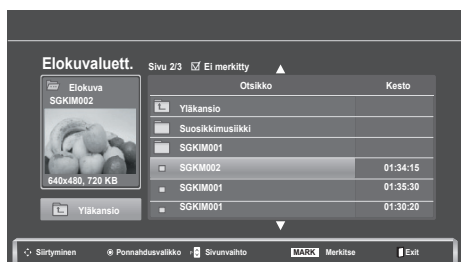 Elokuvaluett. Sivu 2/3 Ei merkitty
Elokuva
SGKIM002
640x480, 720 KB
Yläkansio
Otsikko Kesto
Yläkansio
Suosikkimusiikki
SGKIM001
SGKM002 01:34:15
SGKIM001 01:35:30
SGKIM001 01:30:20
Siirtyminen Ponnahdusvalikko P Sivunvaihto MARK Merkitse Exit